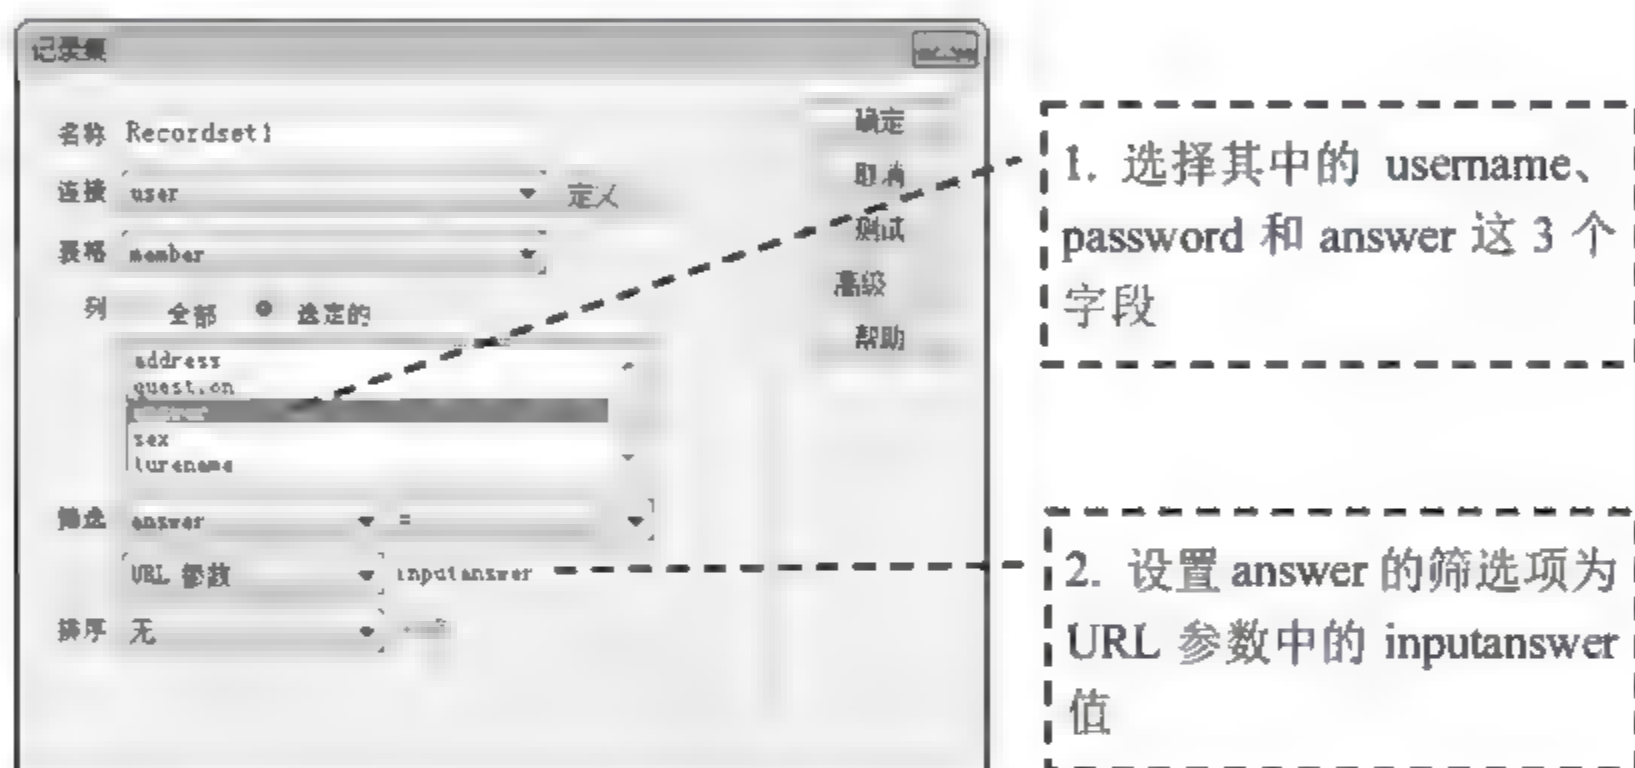 记录集
名称 Recordset1
确定
取消
连接 user 定义
测试
表格 member
高级
列 全部 选定的
帮助
address
question
answer
sex
turename
筛选 answer =
URL 参数 inputanswer
排序 无
1. 选择其中的 username、
password 和 answer 这 3 个
字段
2. 设置 answer 的筛选项为
URL 参数中的 inputanswer
值